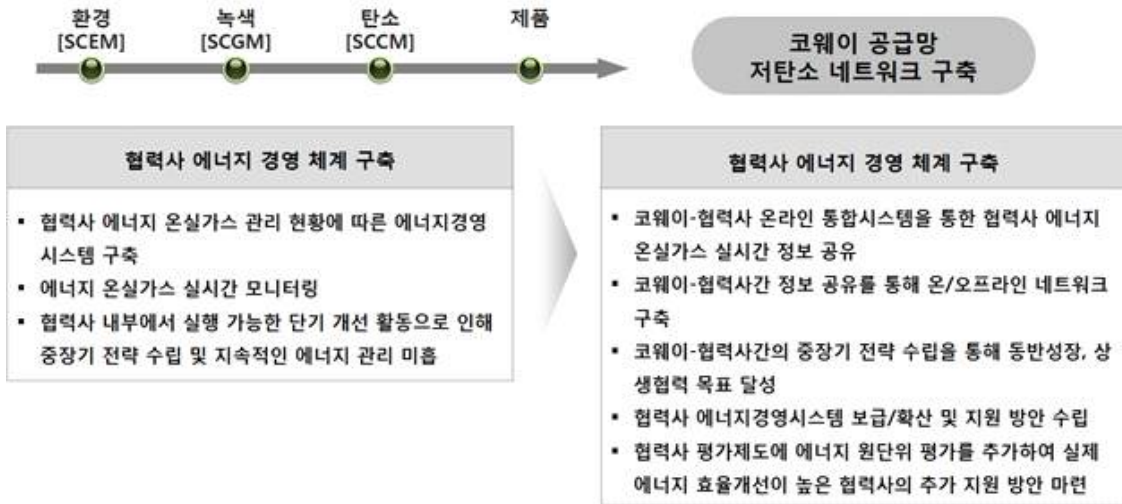 환경
[SCEM]
녹색
[SCGM]
탄소
[SCCM]
제품
코웨이 공급망
저탄소 네트워크 구축
협력사 에너지 경영 체계 구축
▪ 협력사 에너지 온실가스 관리 현황에 따른 에너지경영
시스템 구축
▪ 에너지 온실가스 실시간 모니터링
▪ 협력사 내부에서 실행 가능한 단기 개선 활동으로 인해
중장기 전략 수립 및 지속적인 에너지 관리 미흡
협력사 에너지 경영 체계 구축
▪ 코웨이-협력사 온라인 통합시스템을 통한 협력사 에너지
온실가스 실시간 정보 공유
▪ 코웨이-협력사간 정보 공유를 통해 온/오프라인 네트워크
구축
▪ 코웨이-협력사간의 중장기 전략 수립을 통해 동반성장, 상
생협력 목표 달성
▪ 협력사 에너지경영시스템 보급/확산 및 지원 방안 수립
▪ 협력사 평가제도에 에너지 원단위 평가를 추가하여 실제
에너지 효율개선이 높은 협력사의 추가 지원 방안 마련